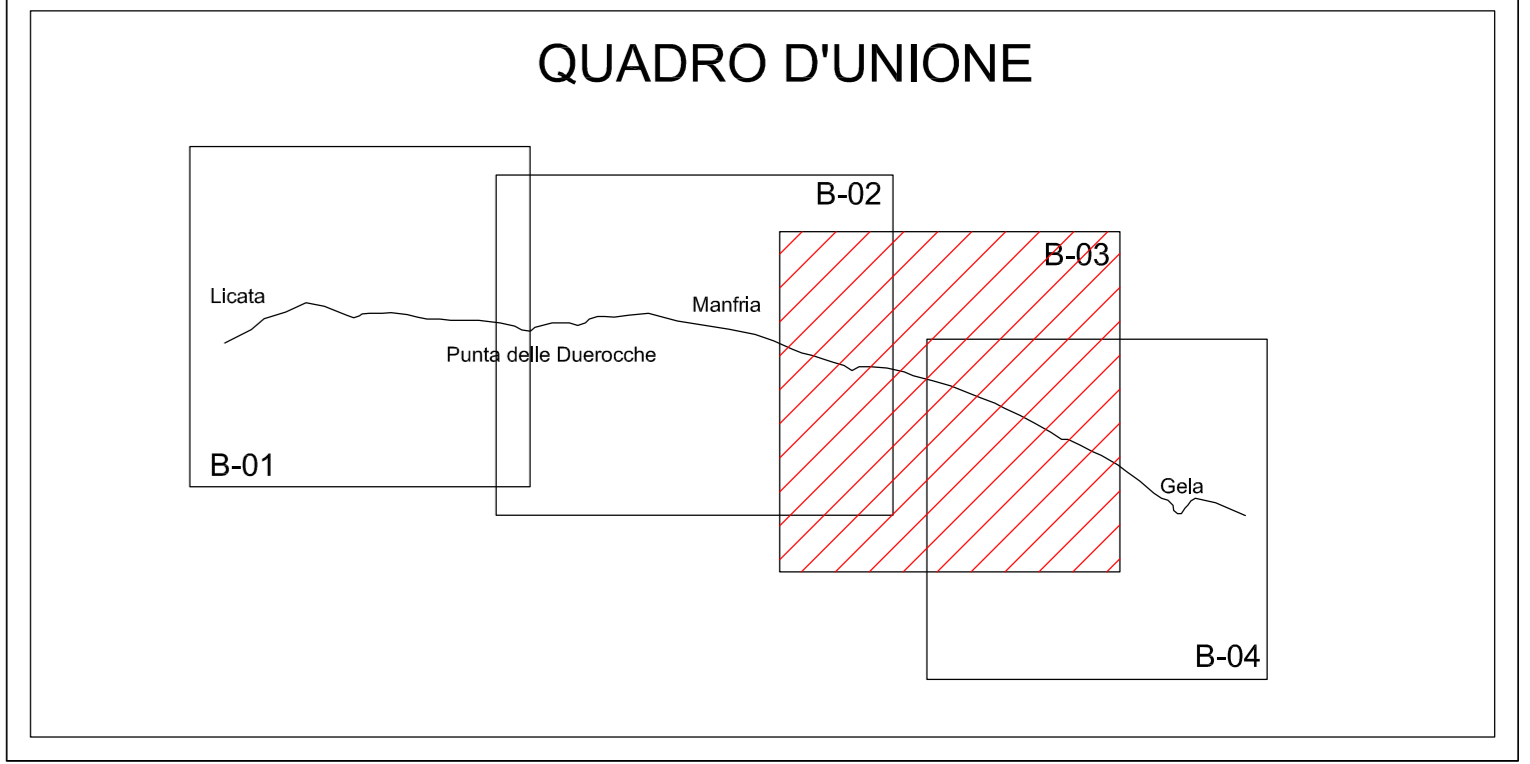 QUADRO D'UNIONE
B-02
B-03
Licata
Manfria
Punta delle Duerocche
B-01
Gela
B-04